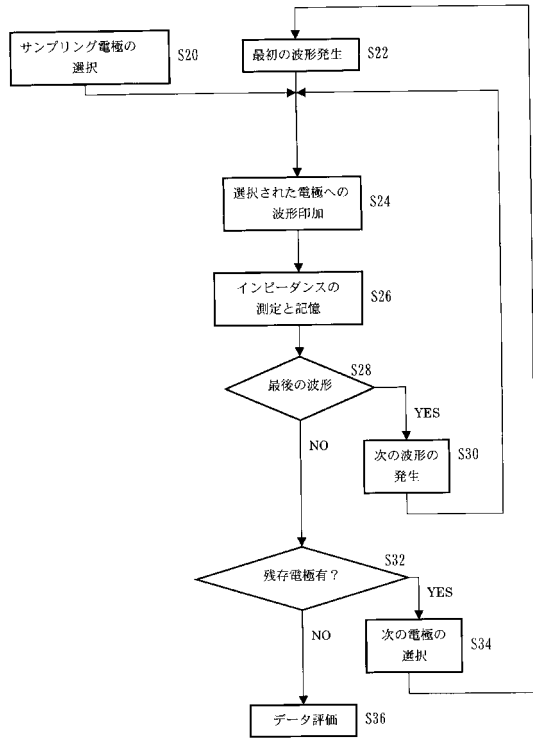 サンプリング電極の
選択
S20
最初の波形発生
S22
選択された電極への
波形印加
S24
インピーダンスの
測定と記憶
S26
最後の波形
S28
YES
NO
次の波形の
発生
S30
残存電極有？
S32
YES
NO
次の電極の
選択
S34
データ評価
S36